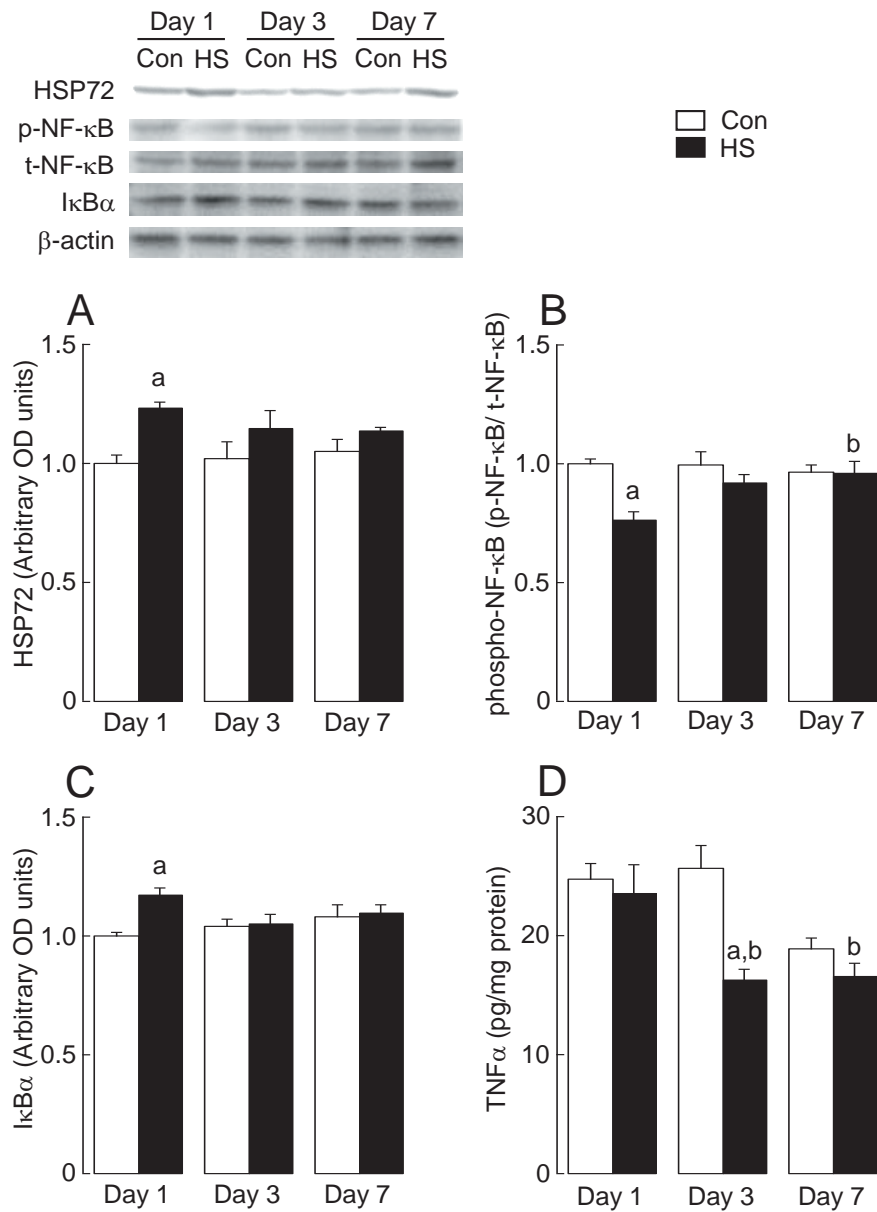 Day 1 Day 3 Day 7
Con HS Con HS Con HS
HSP72
p-NF-κB
t-NF-κB
IκBα
β-actin
Con
HS
A
HSP72 (Arbitrary OD units)
1.5
1.0
0.5
0
a
Day 1 Day 3 Day 7
B
phospho-NF-κB (p-NF-κB/ t-NF-κB)
1.5
1.0
0.5
0
a
b
Day 1 Day 3 Day 7
C
IκBα (Arbitrary OD units)
1.5
1.0
0.5
0
a
Day 1 Day 3 Day 7
D
TNFα (pg/mg protein)
30
20
10
0
a,b
b
Day 1 Day 3 Day 7